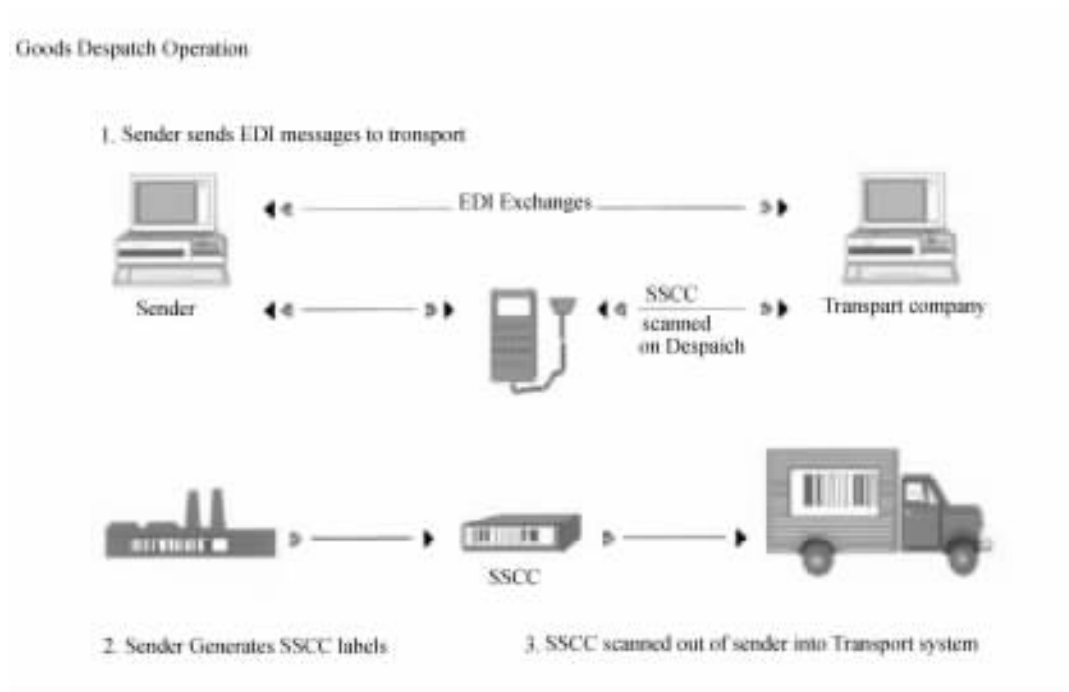 Goods Despatch Operation
1. Sender sends EDI messages to tronsport
EDI Exchanges
Sender
SSCC
scanned
on Despaich
Transpart company
SSCC
2. Sender Generates SSCC labels
3. SSCC scanned out of sender into Transport system